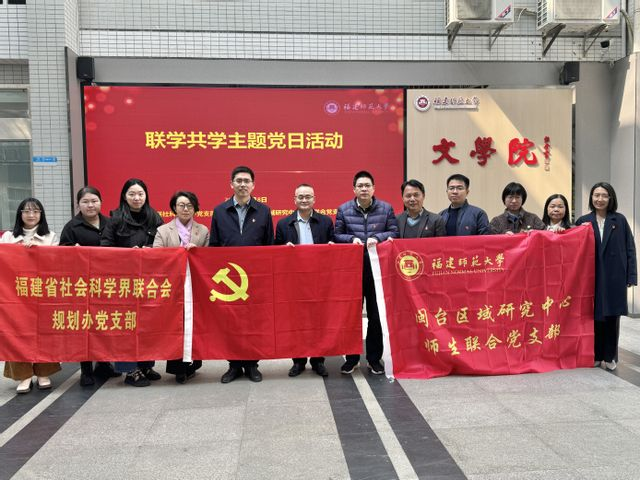 福建师范大学
联学共学主题党日活动
福建师范大学
文學院
福建省社会科学界联合会
规划办党支部
福建师范大学
FUJIAN NORMAL UNIVERSITY
闽台区域研究中心
师生联合党支部